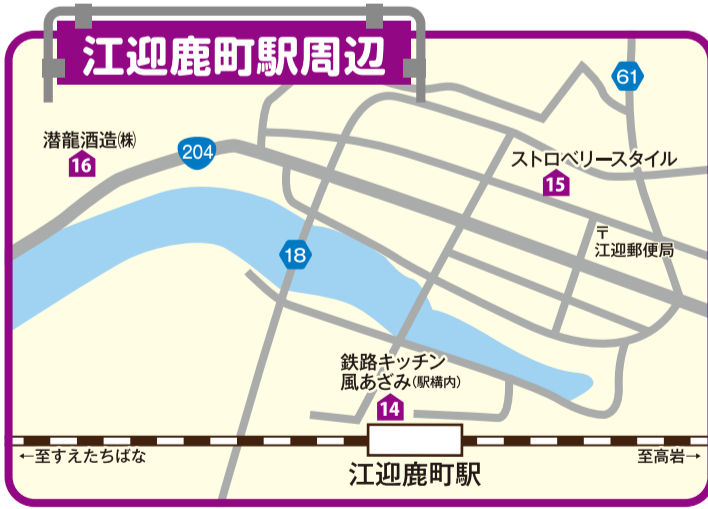 江迎鹿町駅周辺
61
潜龍酒造㈱
16
204
ストロベリースタイル
15
〒
江迎郵便局
18
鉄路キッチン
風あざみ(駅構内)
14
←至すえたちばな
至高岩→
江迎鹿町駅